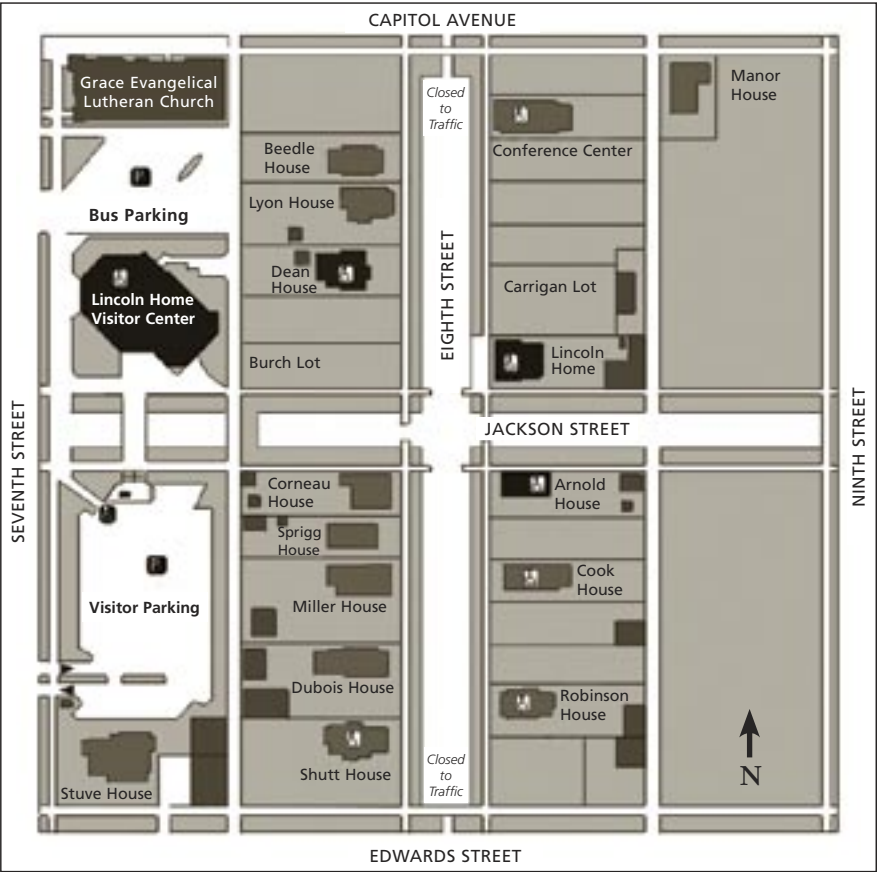 CAPITOL AVENUE
Grace Evangelical
Lutheran Church
Closed
to
Traffic
Manor
House
Beedle
House
Conference Center
Lyon House
Bus Parking
Dean
House
EIGHTH STREET
Carrigan Lot
Lincoln Home
Visitor Center
Burch Lot
Lincoln
Home
SEVENTH STREET
JACKSON STREET
NINTH STREET
Corneau
House
Arnold
House
Sprigg
House
Cook
House
Visitor Parking
Miller House
Dubois House
Robinson
House
Shutt House
Closed
to
Traffic
Stuve House
N
EDWARDS STREET